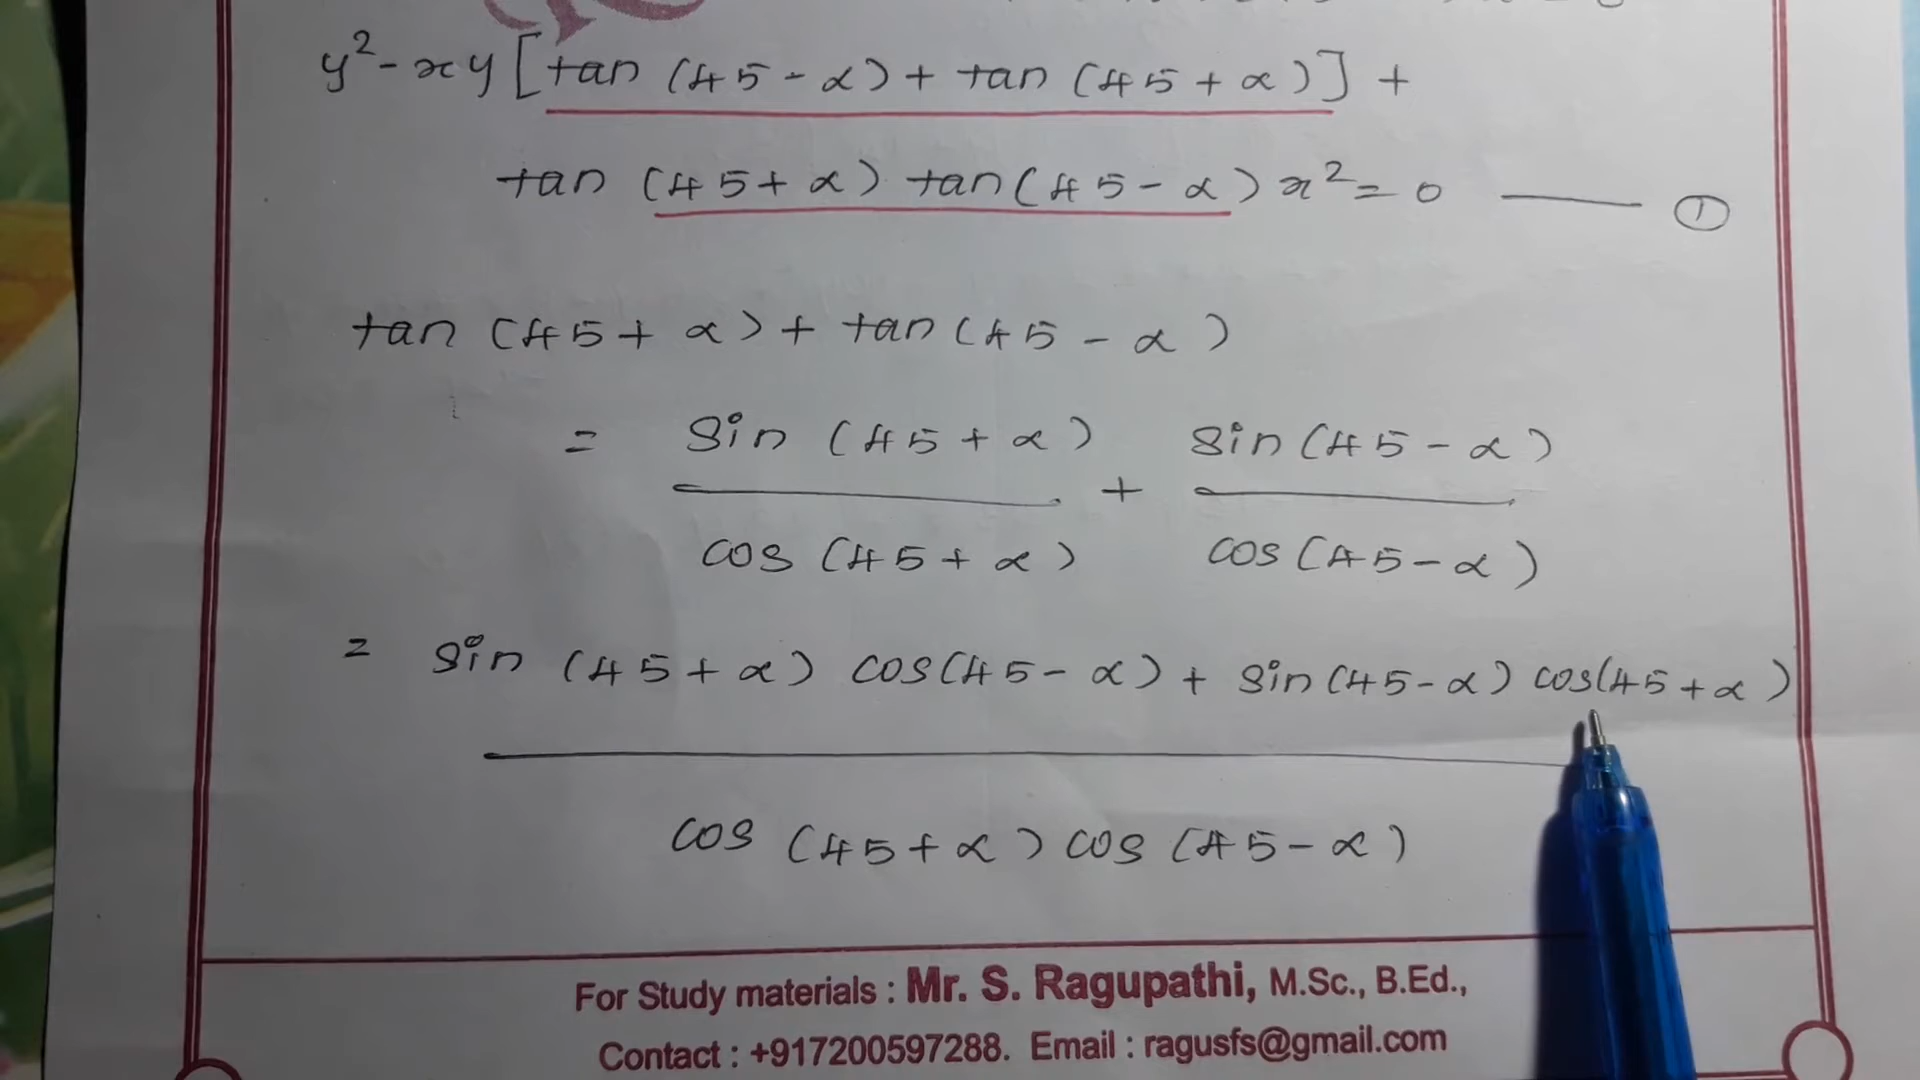 y² - xy [tan (45 - α) + tan (45 + α)] +
tan (45 + α) tan (45 - α) x² = 0 —— ①
tan (45 + α) + tan (45 - α)
= sin (45 + α) + sin (45 - α)
cos (45 + α) cos (45 - α)
= sin (45 + α) cos (45 - α) + sin (45 - α) cos (45 + α)
cos (45 + α) cos (45 - α)
For Study materials : Mr. S. Ragupathi, M.Sc., B.Ed.,
Contact : +917200597288. Email : ragusfs@gmail.com